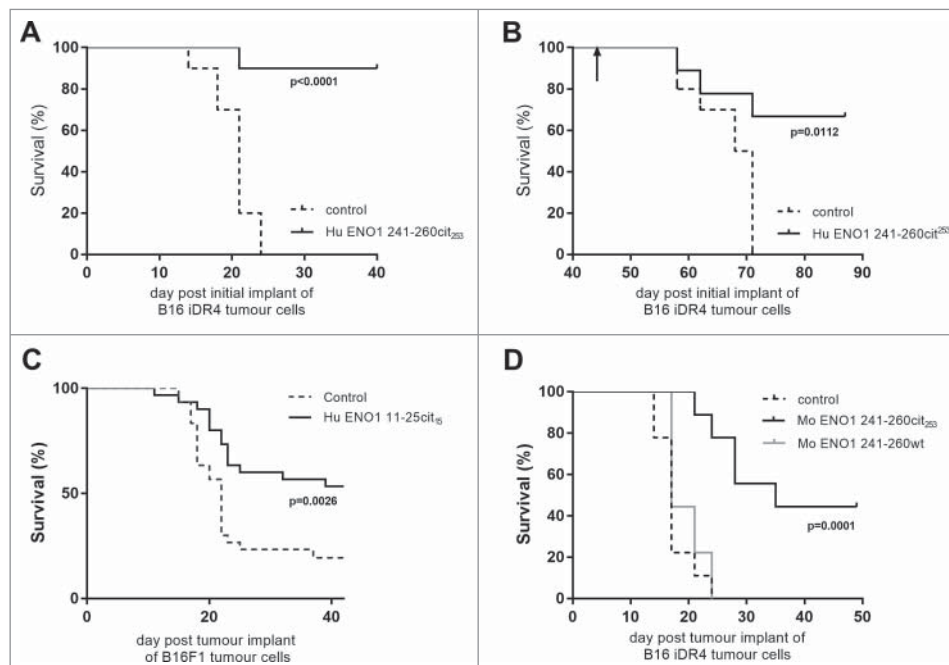 A
100
80
60
40
20
0
Survival (%)
p<0.0001
control
Hu ENO1 241-260cit253
0 10 20 30 40
day post initial implant of
B16 iDR4 tumour cells
B
100
80
60
40
20
0
Survival (%)
p=0.0112
control
Hu ENO1 241-260cit253
40 50 60 70 80 90
day post initial implant of
B16 iDR4 tumour cells
C
100
50
0
Survival (%)
Control
Hu ENO1 11-25cit15
p=0.0026
0 20 40
day post tumour implant
of B16F1 tumour cells
D
100
80
60
40
20
0
Survival (%)
control
Mo ENO1 241-260cit253
Mo ENO1 241-260wt
p=0.0001
0 10 20 30 40 50
day post tumour implant of
B16 iDR4 tumour cells